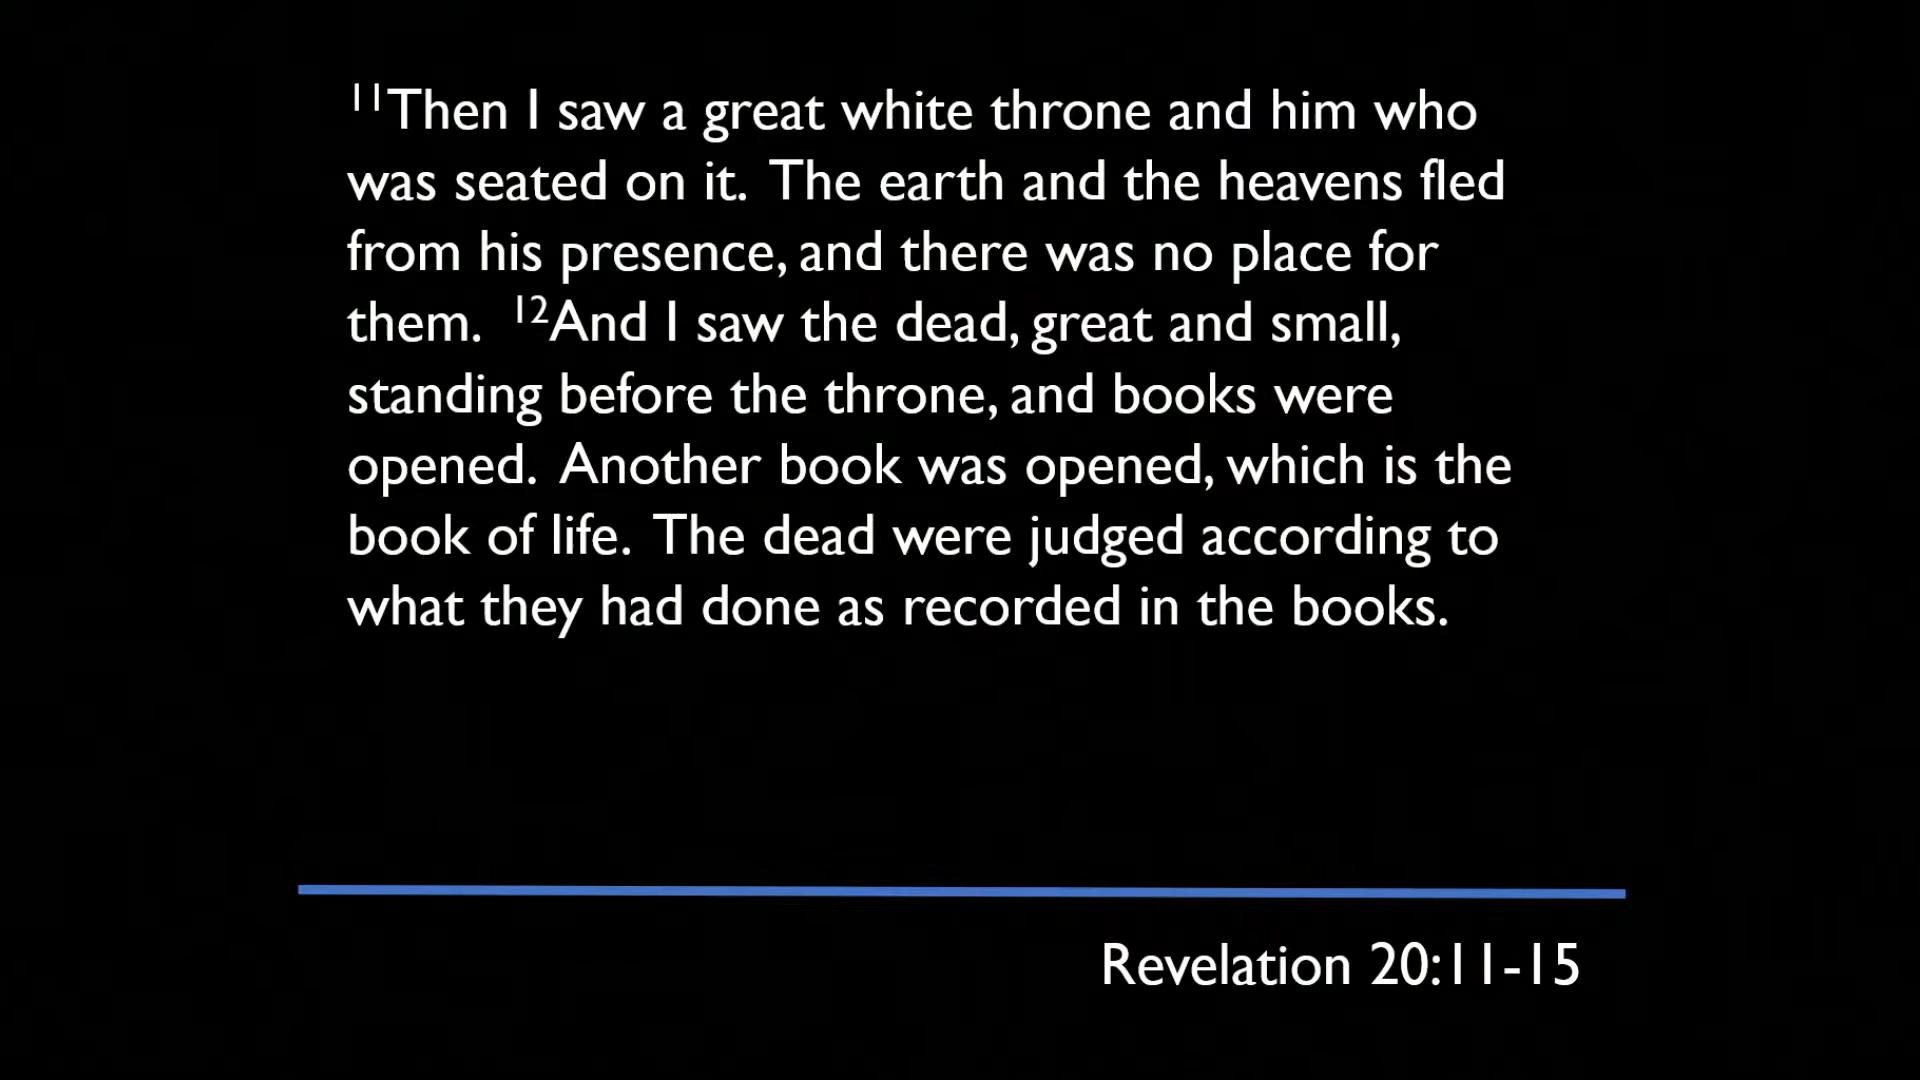 ¹¹Then I saw a great white throne and him who
was seated on it. The earth and the heavens fled
from his presence, and there was no place for
them. ¹²And I saw the dead, great and small,
standing before the throne, and books were
opened. Another book was opened, which is the
book of life. The dead were judged according to
what they had done as recorded in the books.
Revelation 20:11-15